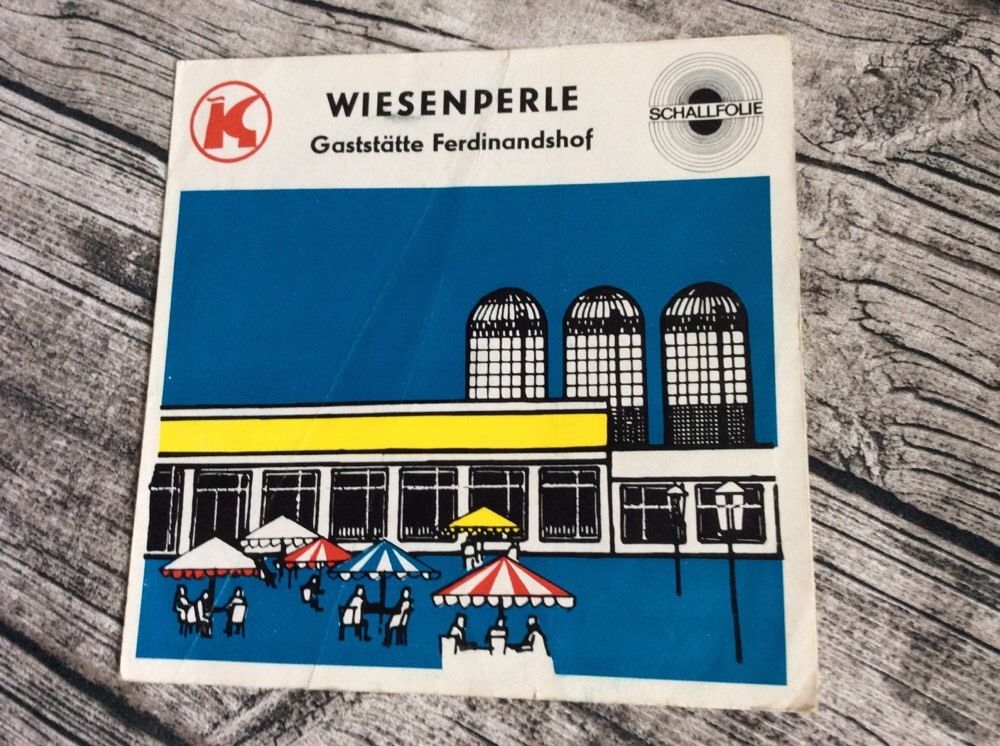 K
WIESENPERLE
Gaststätte Ferdinandshof
SCHALLFOLIE